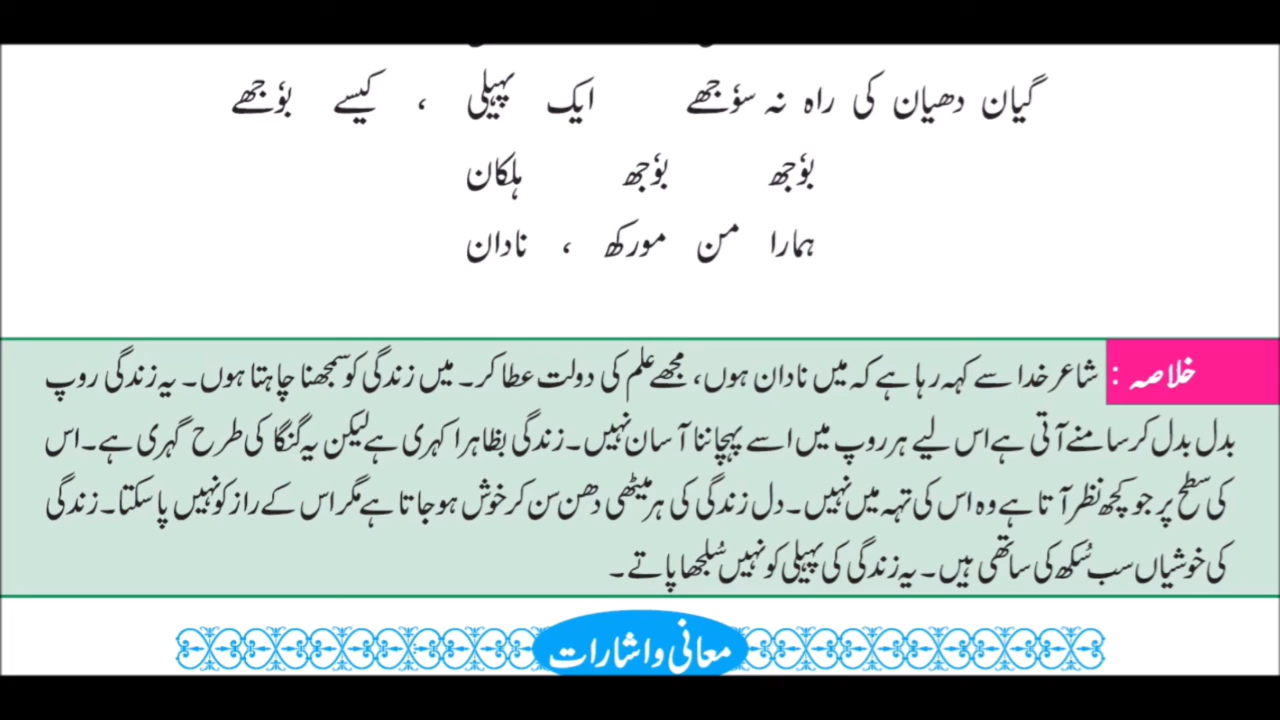 گیان دھیان کی راہ نہ سوٗجھے ایک پہیلی ، کیسے بوٗجھے
بوٗجھ بوٗجھ ہلکان
ہمارا من مورکھ ، نادان
خلاصہ : شاعر خدا سے کہہ رہا ہے کہ میں نادان ہوں، مجھے علم کی دولت عطا کر۔ میں زندگی کو سمجھنا چاہتا ہوں۔ یہ زندگی روپ
بدل بدل کر سامنے آتی ہے اس لیے ہر روپ میں اسے پہچاننا آسان نہیں۔ زندگی بظاہر اکہری ہے لیکن یہ گنگا کی طرح گہری ہے۔ اس
کی سطح پر جو کچھ نظر آتا ہے وہ اس کی تہہ میں نہیں۔ دل زندگی کی ہر میٹھی دھن سن کر خوش ہوجاتا ہے مگر اس کے راز کو نہیں پا سکتا۔ زندگی
کی خوشیاں سب سُکھ کی ساتھی ہیں۔ یہ زندگی کی پہیلی کو نہیں سُلجھا پاتے۔
معانی و اشارات